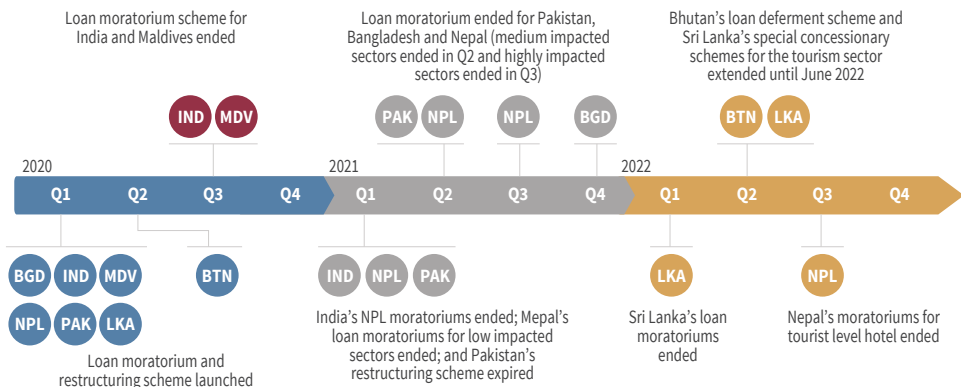 Loan moratorium scheme for
India and Maldives ended
Loan moratorium ended for Pakistan,
Bangladesh and Nepal (medium impacted
sectors ended in Q2 and highly impacted
sectors ended in Q3)
Bhutan's loan deferment scheme and
Sri Lanka's special concessionary
schemes for the tourism sector
extended until June 2022
IND MDV
PAK NPL
NPL
BGD
BTN LKA
2020
2021
2022
Q1 Q2 Q3 Q4 Q1 Q2 Q3 Q4 Q1 Q2 Q3 Q4
BGD IND MDV
NPL PAK LKA
Loan moratorium and
restructuring scheme launched
BTN
IND NPL PAK
India's NPL moratoriums ended; Mepal's
loan moratoriums for low impacted
sectors ended; and Pakistan's
restructuring scheme expired
LKA
Sri Lanka's loan
moratoriums
ended
NPL
Nepal's moratoriums for
tourist level hotel ended